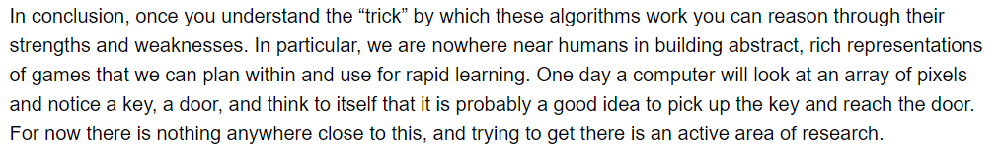 In conclusion, once you understand the “trick” by which these algorithms work you can reason through their
strengths and weaknesses. In particular, we are nowhere near humans in building abstract, rich representations
of games that we can plan within and use for rapid learning. One day a computer will look at an array of pixels
and notice a key, a door, and think to itself that it is probably a good idea to pick up the key and reach the door.
For now there is nothing anywhere close to this, and trying to get there is an active area of research.